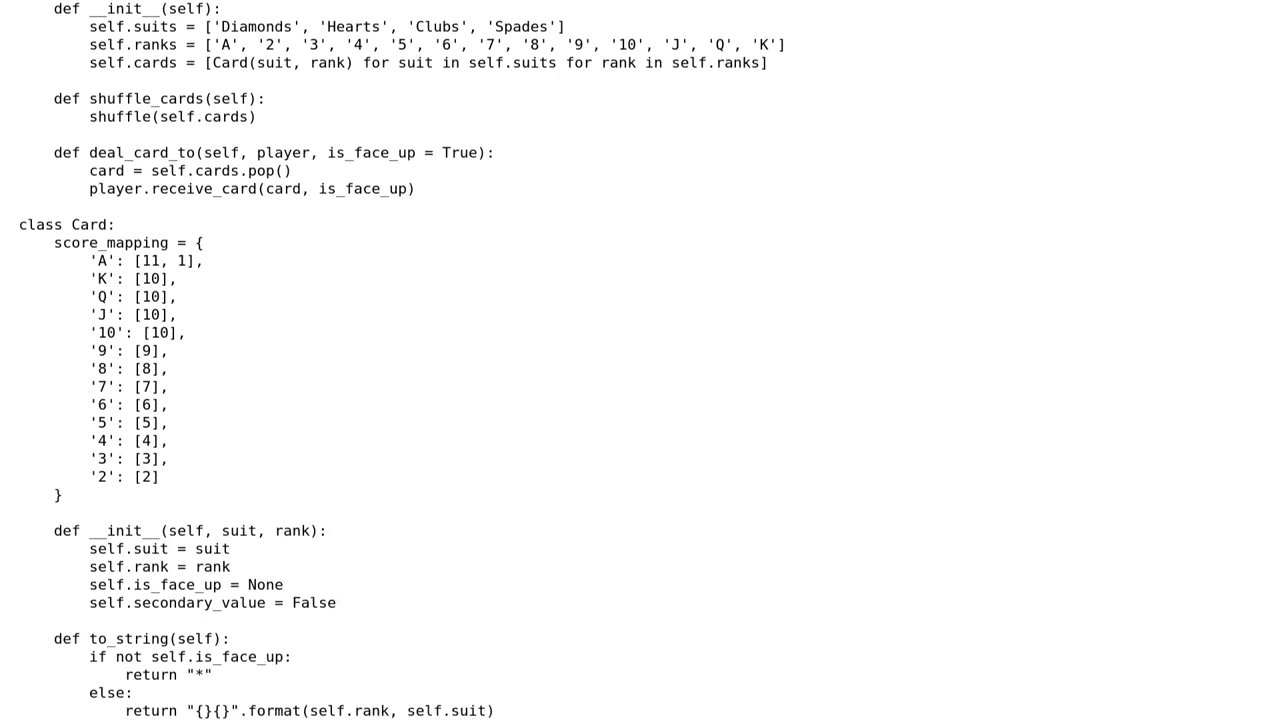 def __init__(self):
        self.suits = ['Diamonds', 'Hearts', 'Clubs', 'Spades']
        self.ranks = ['A', '2', '3', '4', '5', '6', '7', '8', '9', '10', 'J', 'Q', 'K']
        self.cards = [Card(suit, rank) for suit in self.suits for rank in self.ranks]

    def shuffle_cards(self):
        shuffle(self.cards)

    def deal_card_to(self, player, is_face_up = True):
        card = self.cards.pop()
        player.receive_card(card, is_face_up)

class Card:
    score_mapping = {
        'A': [11, 1],
        'K': [10],
        'Q': [10],
        'J': [10],
        '10': [10],
        '9': [9],
        '8': [8],
        '7': [7],
        '6': [6],
        '5': [5],
        '4': [4],
        '3': [3],
        '2': [2]
    }

    def __init__(self, suit, rank):
        self.suit = suit
        self.rank = rank
        self.is_face_up = None
        self.secondary_value = False

    def to_string(self):
        if not self.is_face_up:
            return "*"
        else:
            return "{}{}".format(self.rank, self.suit)